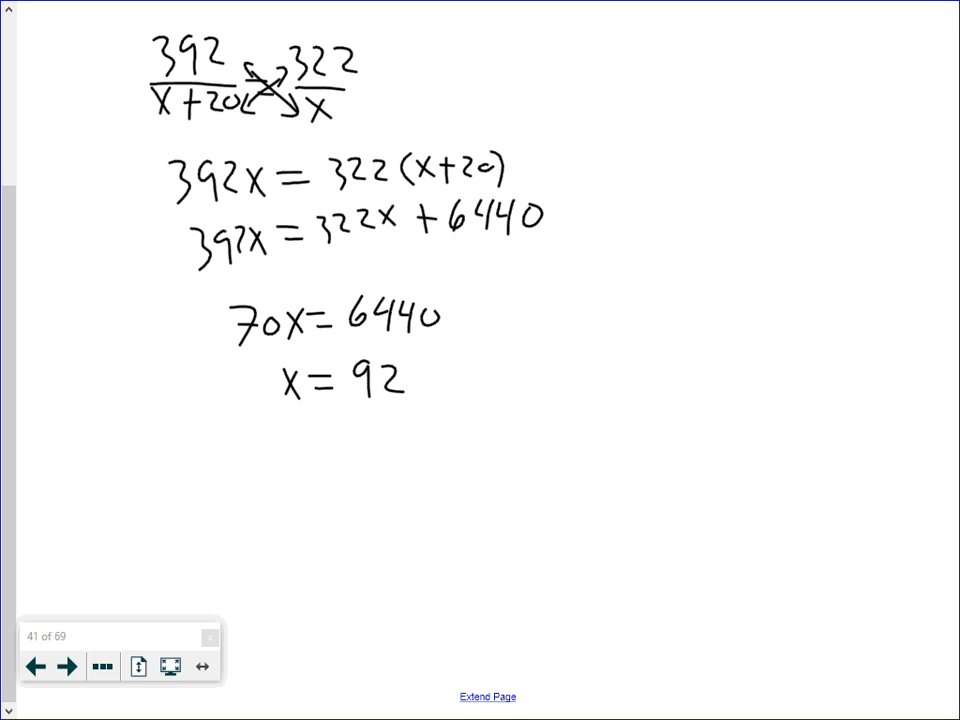 392/(x+20) = 322/x
392x = 322(x+20)
392x = 322x + 6440
70x = 6440
x = 92
41 of 69
Extend Page